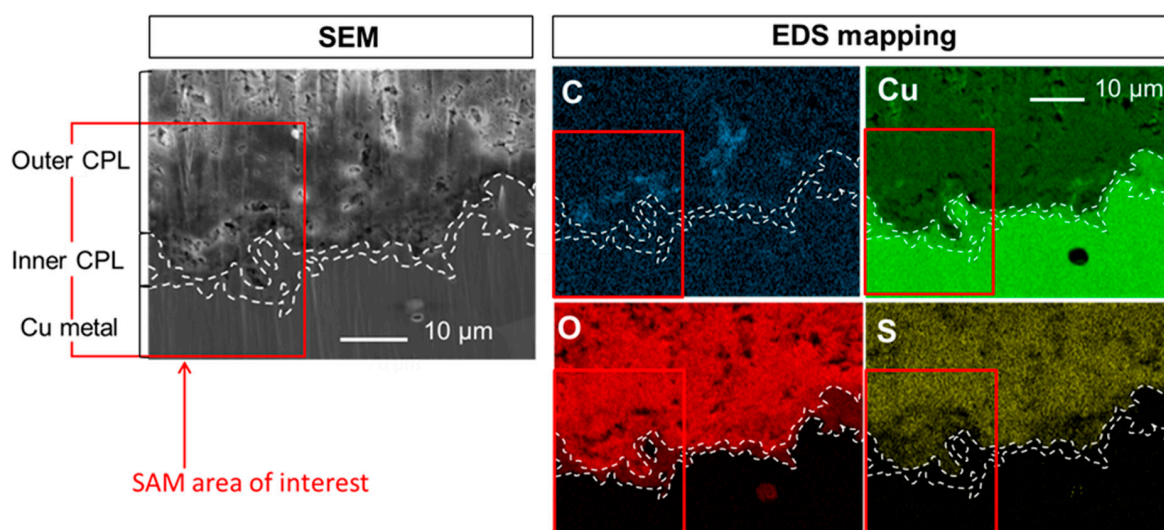 SEM
EDS mapping
Outer CPL
Inner CPL
Cu metal
10 µm
SAM area of interest
C
Cu
10 µm
O
S